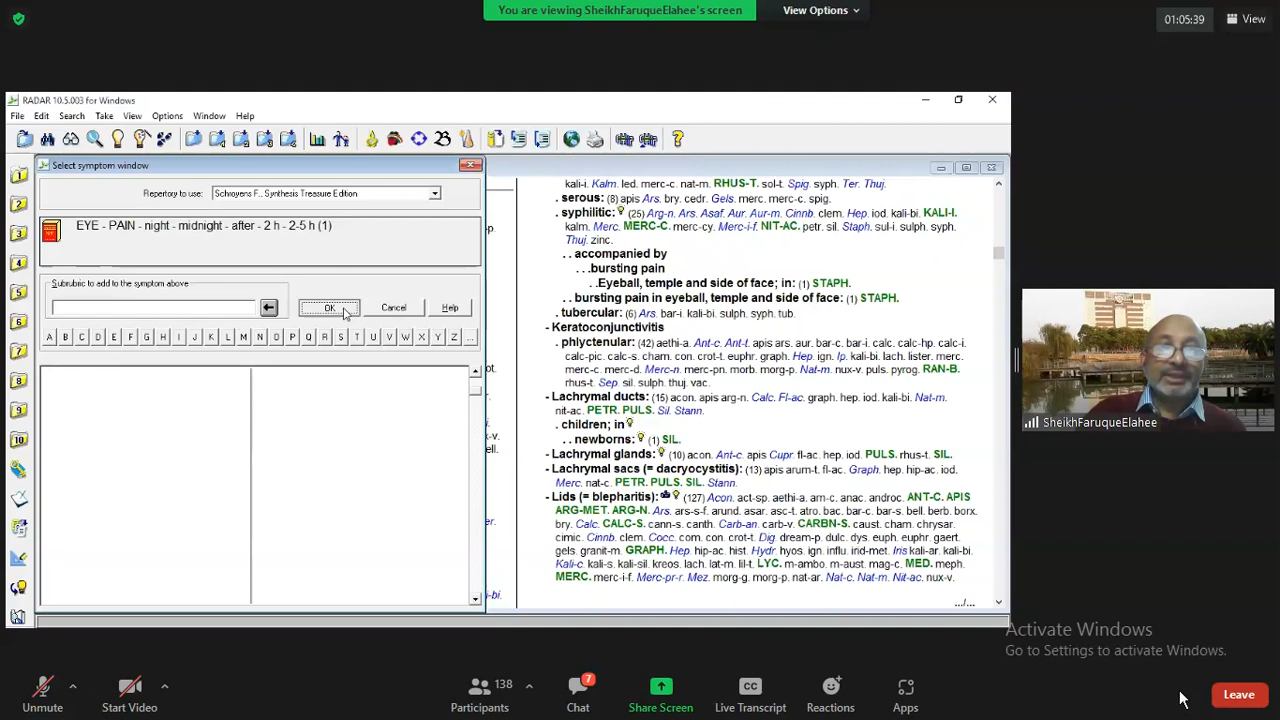 You are viewing SheikhFaruqueElahee's screen
View Options
01:05:39
View
RADAR 10.5.003 for Windows
File Edit Search Take View Options Window Help
Select symptom window
Repertory to use: Schroyens F., Synthesis Treasure Edition
EYE - PAIN - night - midnight - after - 2 h - 2-5 h (1)
Subrubric to add to the symptom above
OK Cancel Help
A B C D E F G H I J K L M N O P Q R S T U V W X Y Z ...
1
2
3
4
5
6
7
8
9
10
kali-i. Kalm. led. merc-c. nat-m. RHUS-T. sol-t. Spig. syph. Ter. Thuj.
. serous: (8) apis Ars. bry. cedr. Gels. merc. merc-c. spig.
. syphilitic: (25) Arg-n. Ars. Asaf. Aur. Aur-m. Cinnb. clem. Hep. iod. kali-bi. KALI-I.
kalm. Merc. MERC-C. merc-cy. Merc-i-f. NIT-AC. petr. sil. Staph. sul-i. sulph. syph.
Thuj. zinc.
. . accompanied by
. . .bursting pain
. . .Eyeball, temple and side of face; in: (1) STAPH.
. . bursting pain in eyeball, temple and side of face: (1) STAPH.
. tubercular: (6) Ars. bar-i. kali-bi. sulph. syph. tub.
- Keratoconjunctivitis
. phlyctenular: (42) aethi-a. Ant-c. Ant-t. apis ars. aur. bar-c. bar-i. calc. calc-hp. calc-i.
calc-pic. calc-s. cham. con. crot-t. euphr. graph. Hep. ign. Ip. kali-bi. lach. lister. merc.
merc-c. merc-d. Merc-n. merc-pn. morb. morg-p. Nat-m. nux-v. puls. pyrog. RAN-B.
rhus-t. Sep. sil. sulph. thuj. vac.
- Lachrymal ducts: (15) acon. apis arg-n. Calc. Fl-ac. graph. hep. iod. kali-bi. Nat-m.
nit-ac. PETR. PULS. Sil. Stann.
. children; in
. . newborns: (1) SIL.
- Lachrymal glands: (10) acon. Ant-c. apis Cupr. fl-ac. hep. iod. PULS. rhus-t. SIL.
- Lachrymal sacs (= dacryocystitis): (13) apis arum-t. fl-ac. Graph. hep. hip-ac. iod.
Merc. nat-c. PETR. PULS. SIL. Stann.
- Lids (= blepharitis): (127) Acon. act-sp. aethi-a. am-c. anac. androc. ANT-C. APIS
ARG-MET. ARG-N. Ars. ars-s-f. arund. asar. asc-t. atro. bac. bar-c. bar-s. bell. berb. borx.
bry. Calc. CALC-S. cann-s. canth. Carb-an. carb-v. CARBN-S. caust. cham. chrysar.
cimic. Cinnb. clem. Cocc. com. con. crot-t. Dig. dream-p. dulc. dys. euph. euphr. gaert.
gels. granit-m. GRAPH. Hep. hip-ac. hist. Hydr. hyos. ign. influ. irid-met. Iris kali-ar. kali-bi.
Kali-c. kali-s. kali-sil. kreos. lach. lat-m. lil-t. LYC. m-ambo. m-aust. mag-c. MED. meph.
MERC. merc-i-f. Merc-pr-r. Mez. morg-g. morg-p. nat-ar. Nat-c. Nat-m. Nit-ac. nux-v.
.../...
SheikhFaruqueElahee
Activate Windows
Go to Settings to activate Windows.
Unmute
Start Video
138
Participants
7
Chat
Share Screen
CC
Live Transcript
Reactions
Apps
Leave